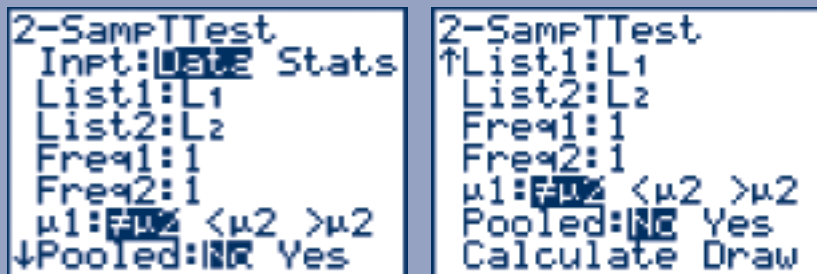 2-SampTTest
Inpt:Data Stats
List1:L1
List2:L2
Freq1:1
Freq2:1
μ1:≠μ2 <μ2 >μ2
↓Pooled:No Yes
2-SampTTest
↑List1:L1
List2:L2
Freq1:1
Freq2:1
μ1:≠μ2 <μ2 >μ2
Pooled:No Yes
Calculate Draw